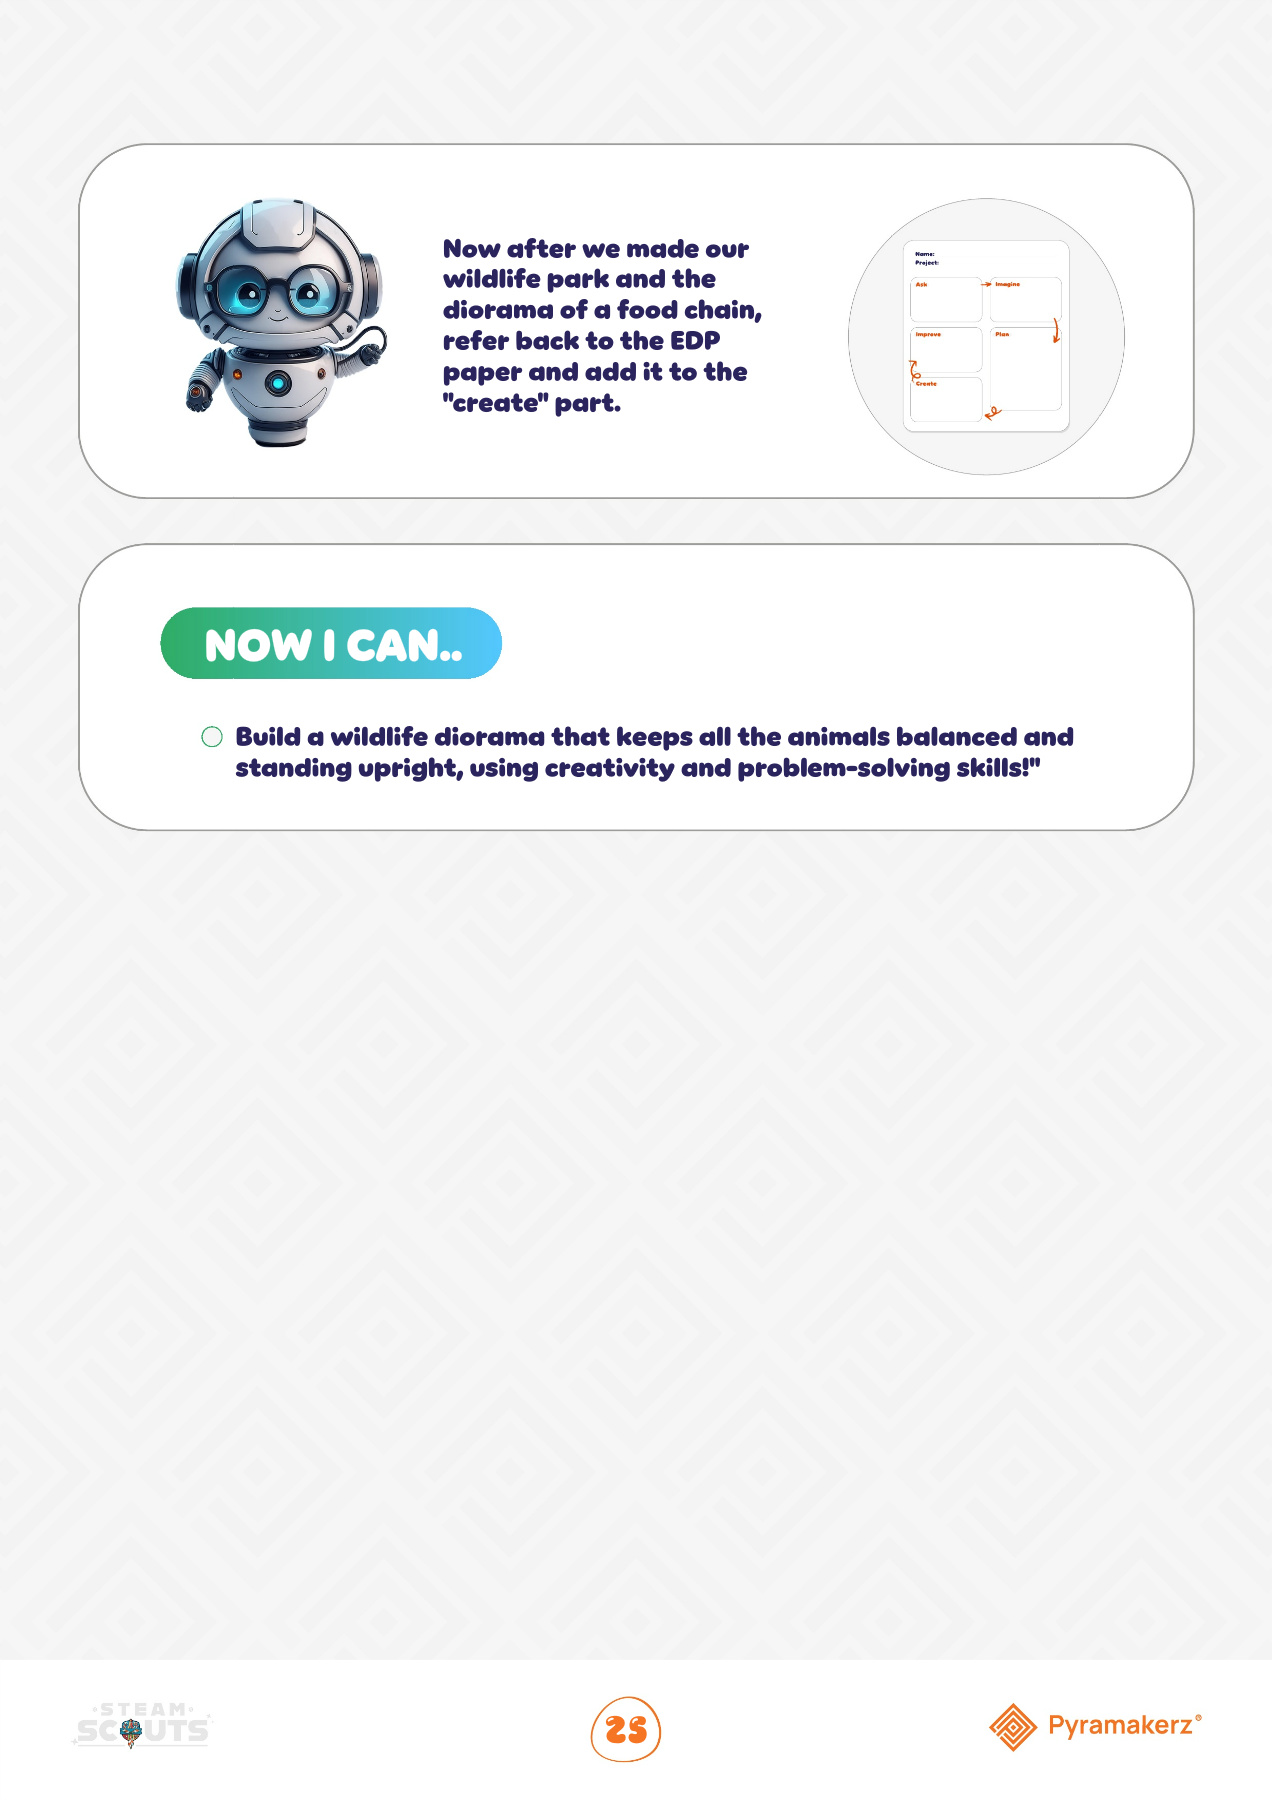 Now after we made our
wildlife park and the
diorama of a food chain,
refer back to the EDP
paper and add it to the
"create" part.
Name:
Project:
Ask
Imagine
Improve
Plan
Create
NOW I CAN..
Build a wildlife diorama that keeps all the animals balanced and
standing upright, using creativity and problem-solving skills!"
STEAM
SCOUTS
25
Pyramakerz®